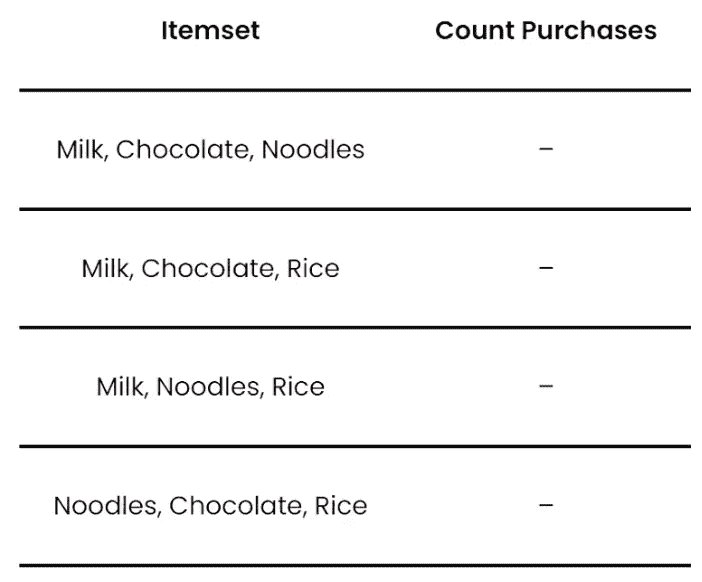 Itemset Count Purchases
Milk, Chocolate, Noodles –
Milk, Chocolate, Rice –
Milk, Noodles, Rice –
Noodles, Chocolate, Rice –